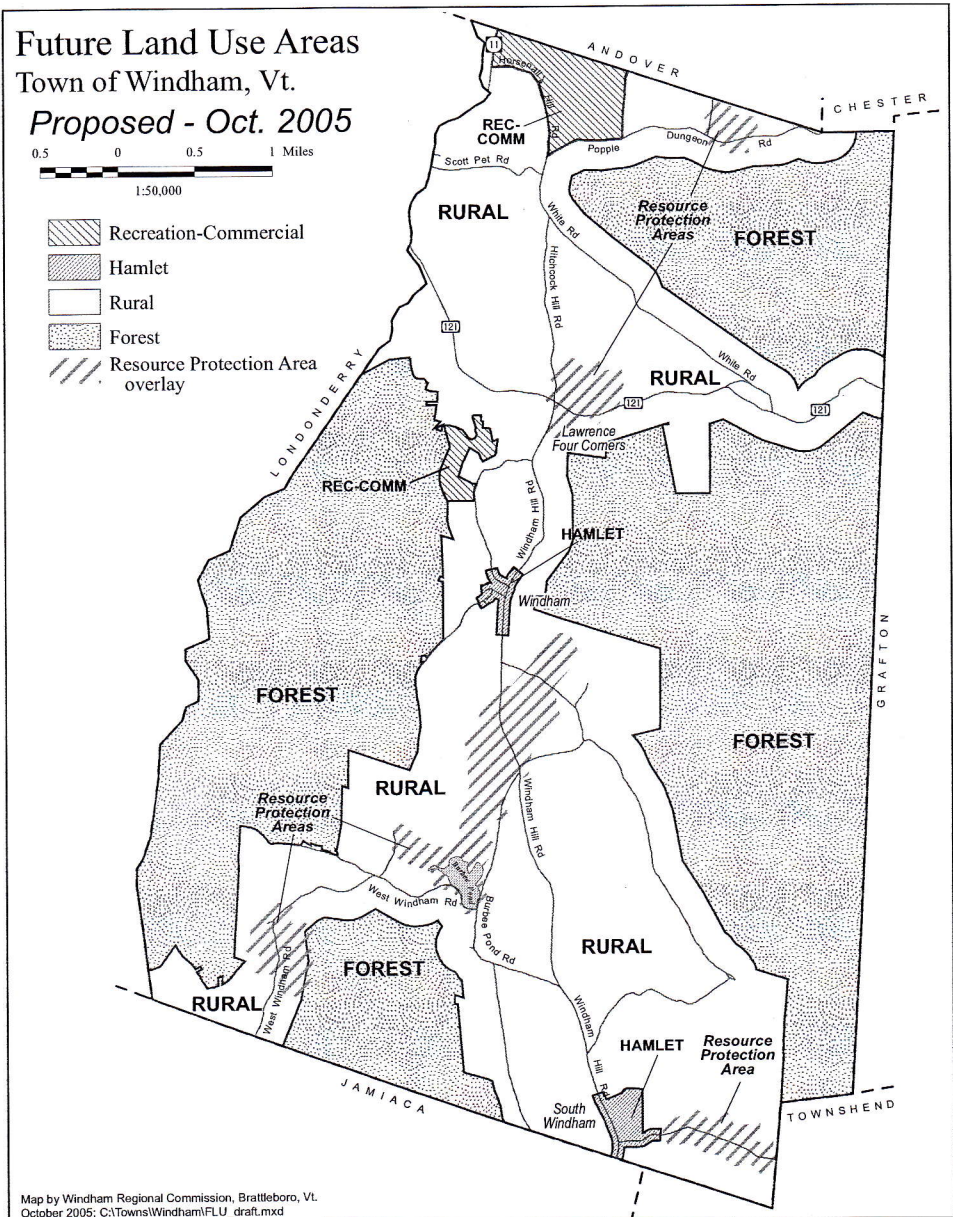 Future Land Use Areas
Town of Windham, Vt.
Proposed - Oct. 2005
0.5 0 0.5 1 Miles
1:50,000
Recreation-Commercial
Hamlet
Rural
Forest
Resource Protection Area
overlay
ANDOVER
CHESTER
11
Horsenail Hill Rd
REC-
COMM
Popple Dungeon Rd
Scott Pet Rd
RURAL
White Rd
Resource
Protection
Areas
FOREST
Hitchcock Hill Rd
121
LONDONDERRY
White Rd
RURAL
121
121
Lawrence
Four Corners
REC-COMM
Windham Hill Rd
HAMLET
Windham
GRAFTON
FOREST
FOREST
RURAL
Windham Hill Rd
Resource
Protection
Areas
West Windham Rd
Burbee Pond Rd
RURAL
FOREST
West Windham Rd
RURAL
Windham Hill Rd
HAMLET
Resource
Protection
Area
JAMIACA
South
Windham
TOWNSHEND
Map by Windham Regional Commission, Brattleboro, Vt.
October 2005; C:\Towns\Windham\FLU_draft.mxd